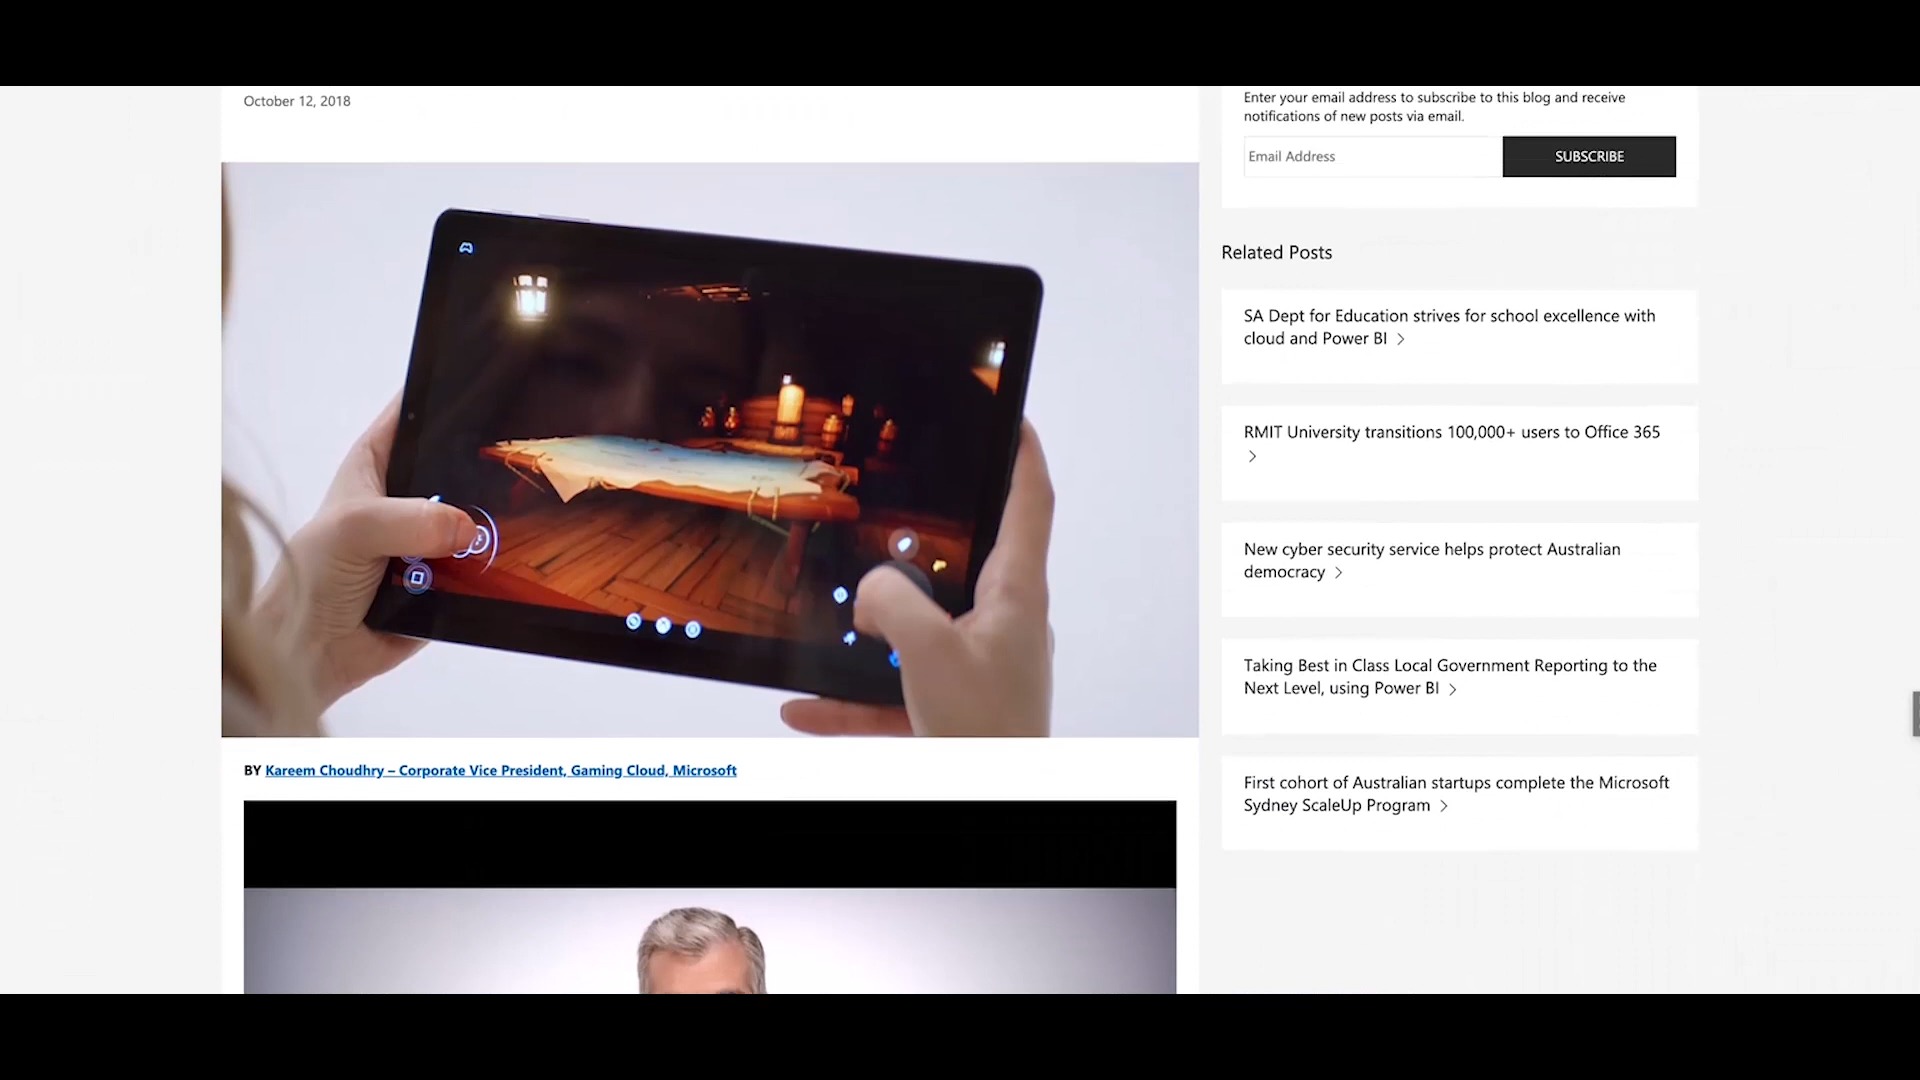 October 12, 2018
Enter your email address to subscribe to this blog and receive
notifications of new posts via email.
Email Address
SUBSCRIBE
Related Posts
SA Dept for Education strives for school excellence with
cloud and Power BI
RMIT University transitions 100,000+ users to Office 365
New cyber security service helps protect Australian
democracy
Taking Best in Class Local Government Reporting to the
Next Level, using Power BI
First cohort of Australian startups complete the Microsoft
Sydney ScaleUp Program
BY Kareem Choudhry – Corporate Vice President, Gaming Cloud, Microsoft